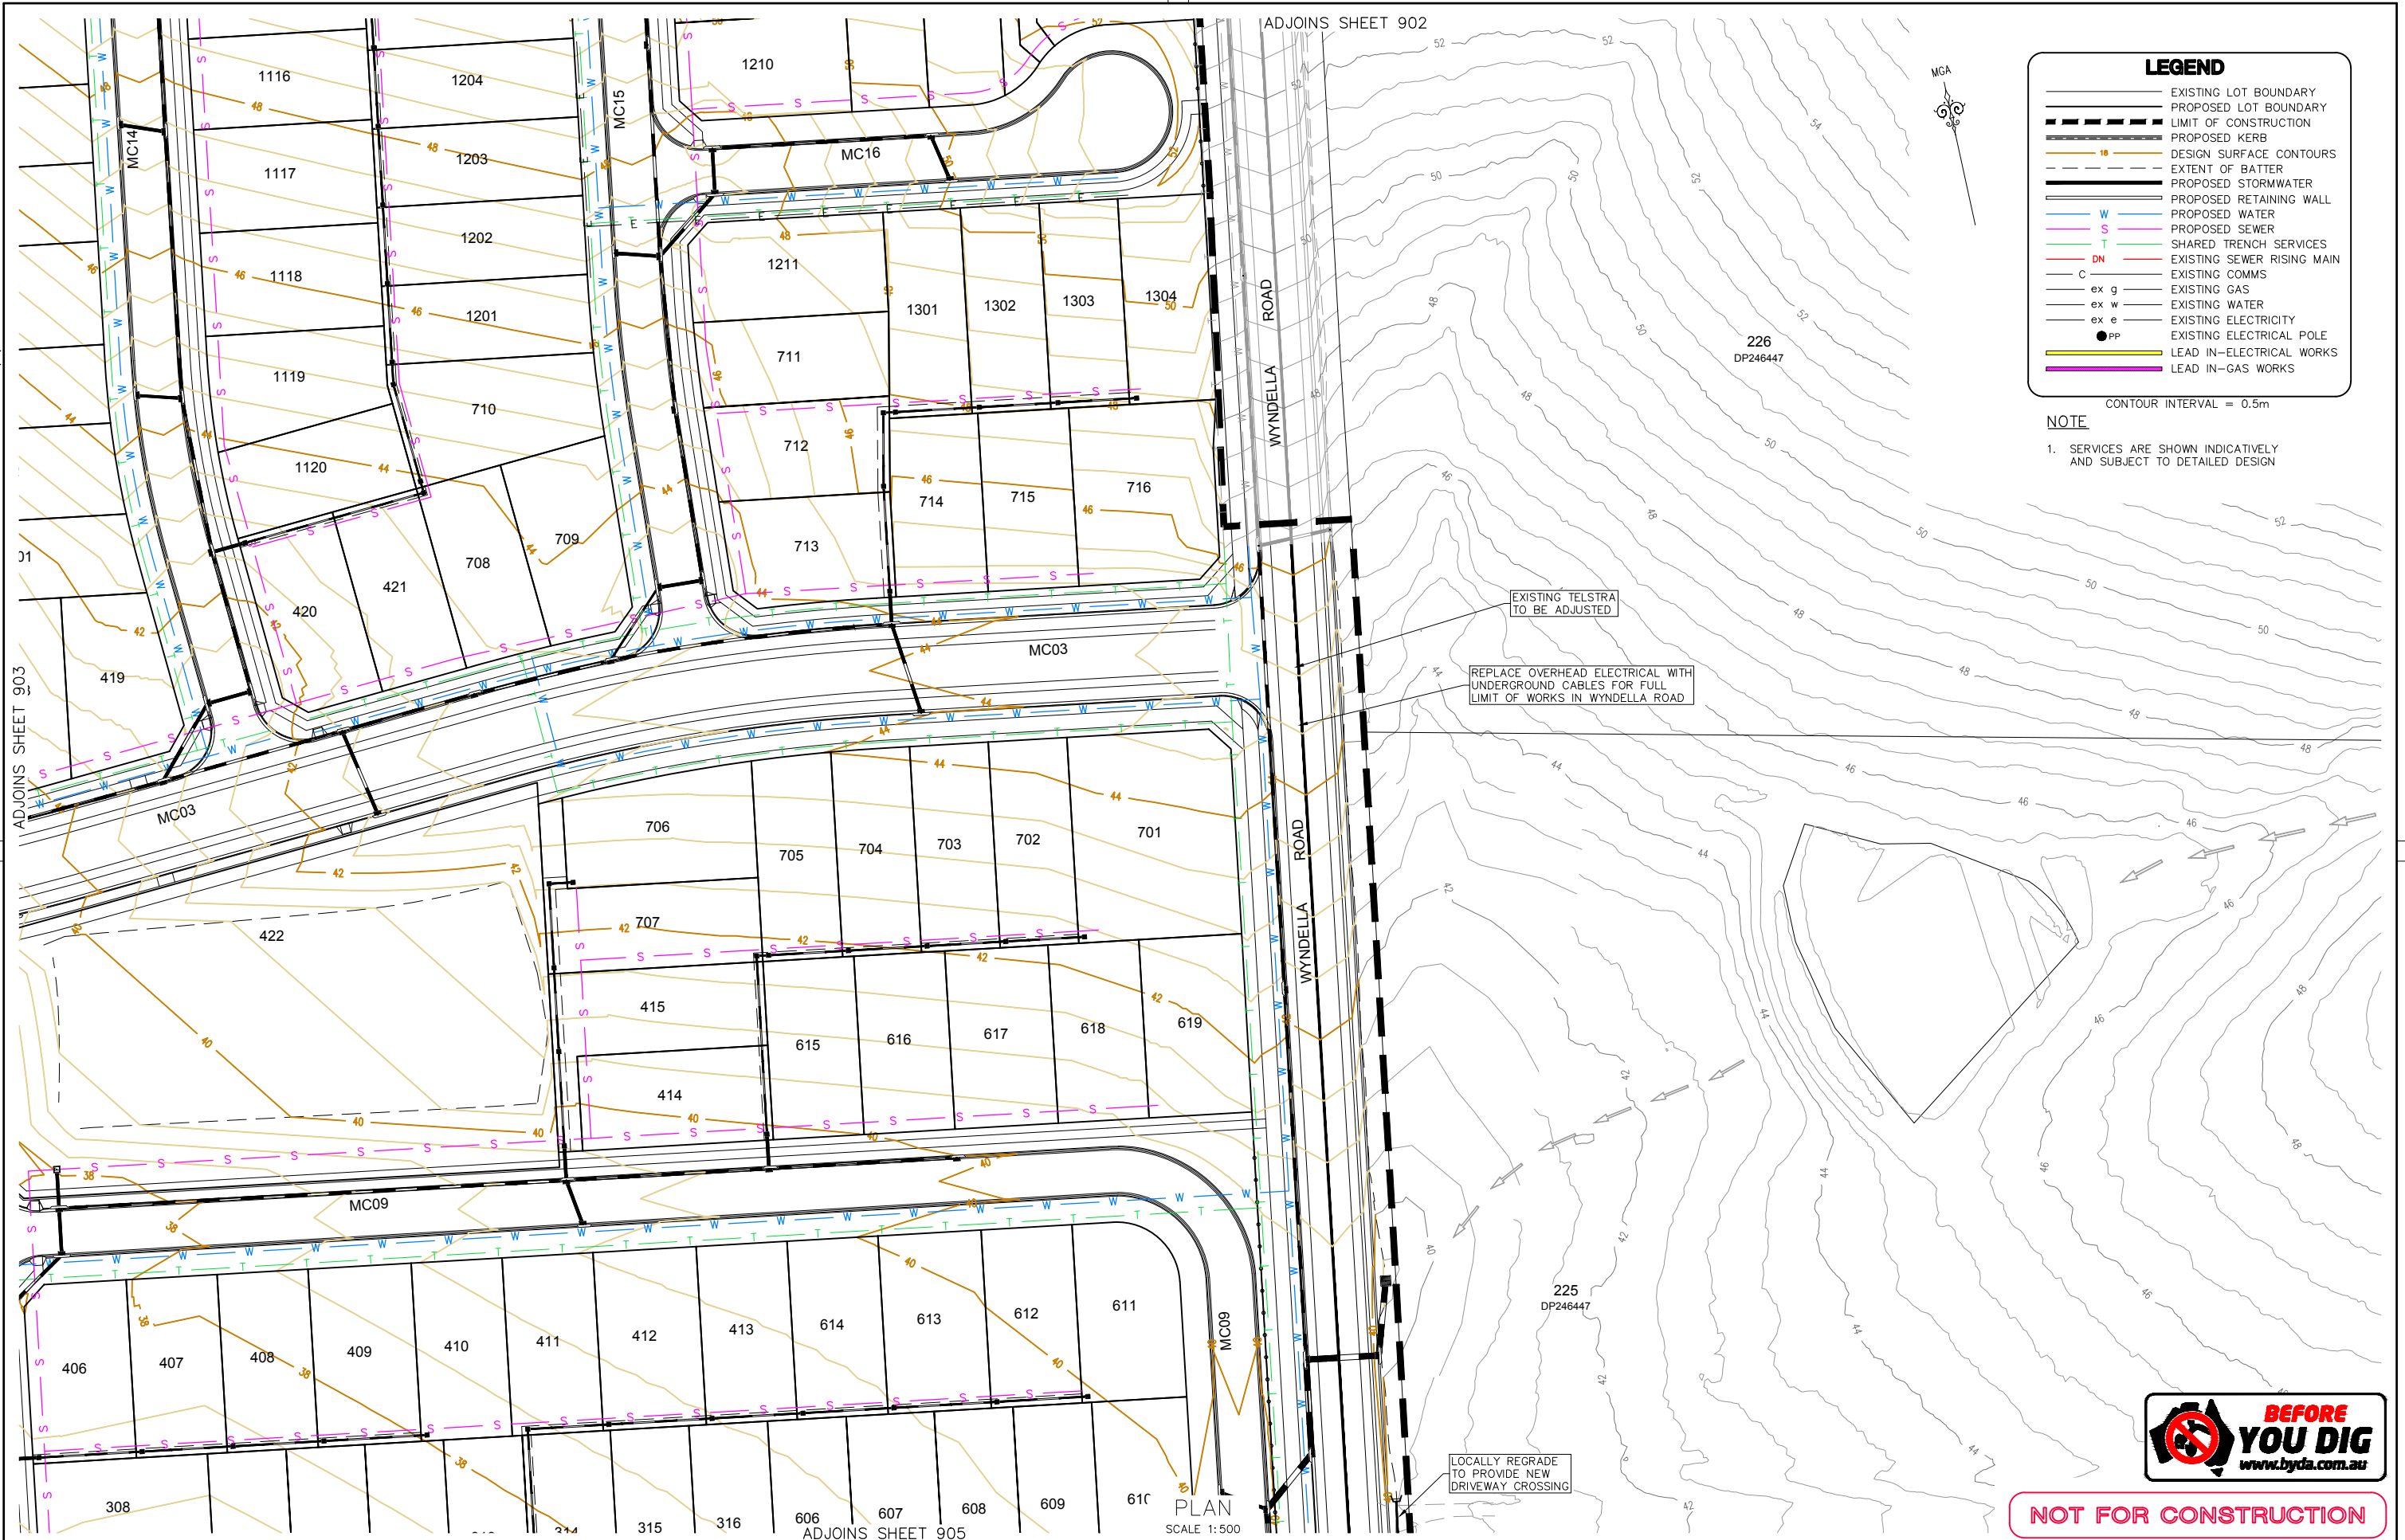 ADJOINS SHEET 902
LEGEND
EXISTING LOT BOUNDARY
PROPOSED LOT BOUNDARY
LIMIT OF CONSTRUCTION
PROPOSED KERB
18 DESIGN SURFACE CONTOURS
EXTENT OF BATTER
PROPOSED STORMWATER
PROPOSED RETAINING WALL
W PROPOSED WATER
S PROPOSED SEWER
T SHARED TRENCH SERVICES
DN EXISTING SEWER RISING MAIN
C EXISTING COMMS
ex g EXISTING GAS
ex w EXISTING WATER
ex e EXISTING ELECTRICITY
PP EXISTING ELECTRICAL POLE
LEAD IN-ELECTRICAL WORKS
LEAD IN-GAS WORKS
CONTOUR INTERVAL = 0.5m
NOTE
1. SERVICES ARE SHOWN INDICATIVELY
AND SUBJECT TO DETAILED DESIGN
MGA
1116
1204
1210
MC14
MC15
MC16
1117
1203
1118
1202
1211
1201
1301
1302
1303
1304
WYNDELLA ROAD
226
DP246447
1119
710
711
1120
712
714
715
716
709
708
713
421
420
419
EXISTING TELSTRA
TO BE ADJUSTED
MC03
REPLACE OVERHEAD ELECTRICAL WITH
UNDERGROUND CABLES FOR FULL
LIMIT OF WORKS IN WYNDELLA ROAD
ADJOINS SHEET 903
MC03
706
705
704
703
702
701
WYNDELLA ROAD
422
707
415
615
616
617
618
619
414
MC09
225
DP246447
406
407
408
409
410
411
412
413
614
613
612
611
MC09
308
314
315
316
606
607
608
609
610
LOCALLY REGRADE
TO PROVIDE NEW
DRIVEWAY CROSSING
PLAN
SCALE 1:500
ADJOINS SHEET 905
BEFORE
YOU DIG
www.byda.com.au
NOT FOR CONSTRUCTION